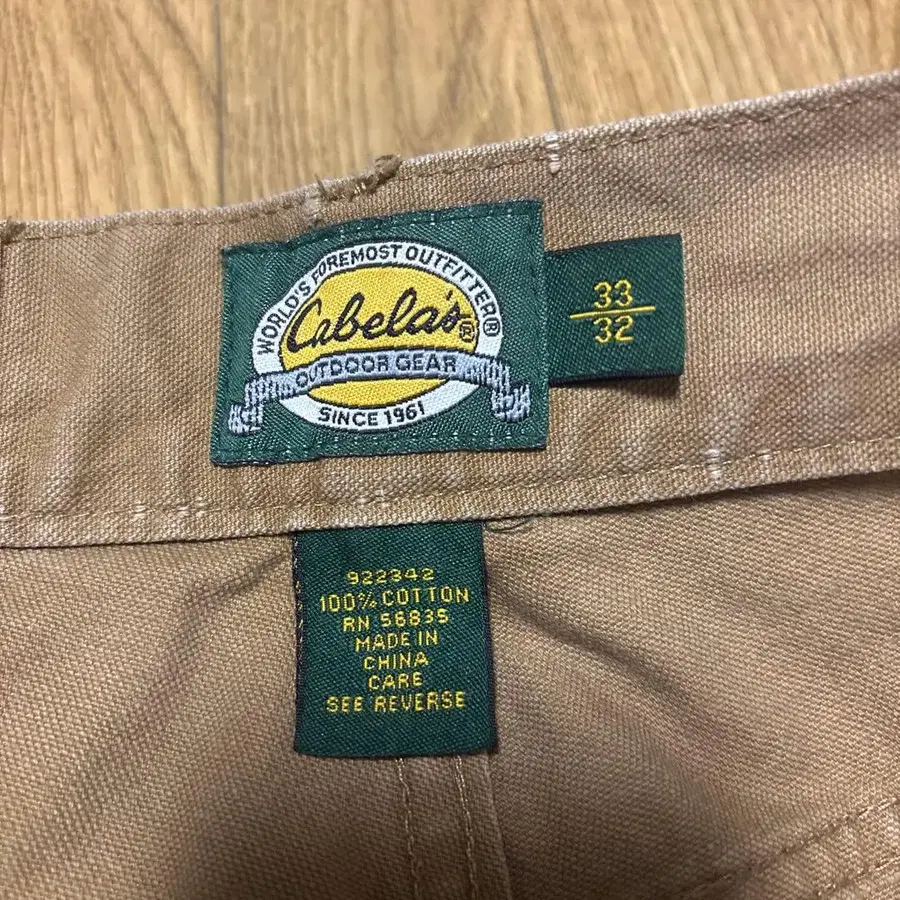 WORLD'S FOREMOST OUTFITTER®
Cabela's®
OUTDOOR GEAR
SINCE 1961
33
32
922342
100% COTTON
RN 56835
MADE IN
CHINA
CARE
SEE REVERSE